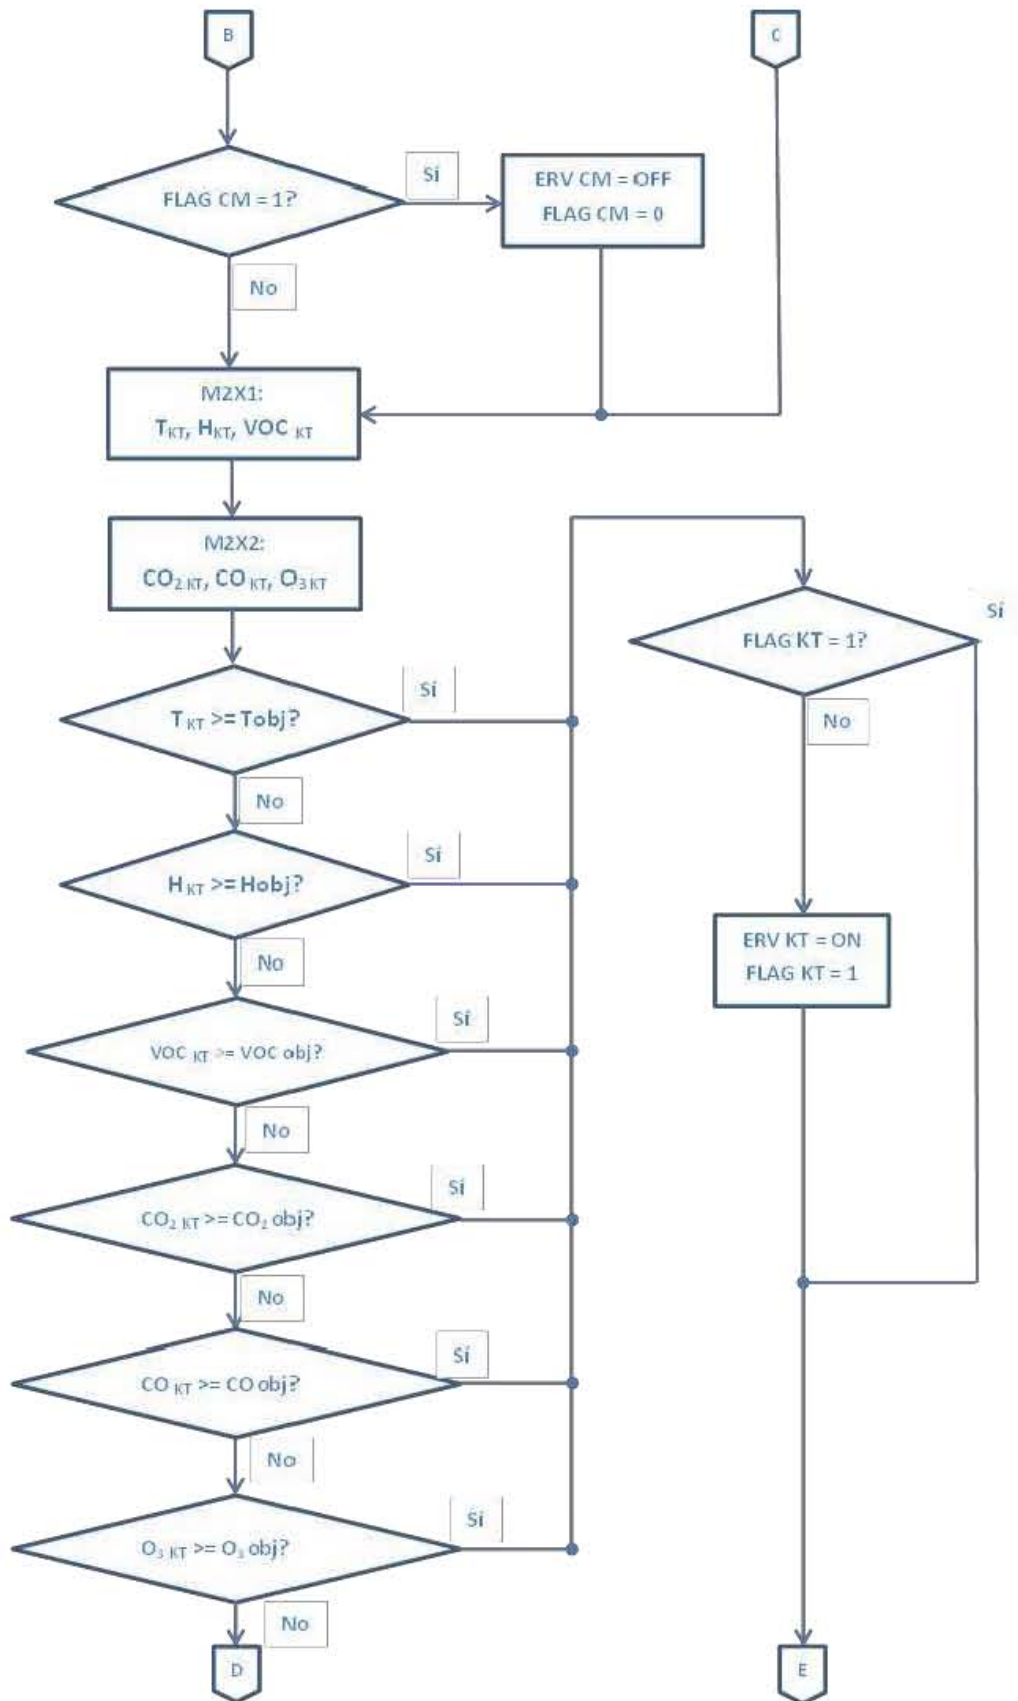 B
C
FLAG CM = 1?
Sí
ERV CM = OFF
FLAG CM = 0
No
M2X1:
T KT, H KT, VOC KT
M2X2:
CO2 KT, CO KT, O3 KT
FLAG KT = 1?
Sí
T KT >= Tobj?
Sí
No
No
H KT >= Hobj?
Sí
No
ERV KT = ON
FLAG KT = 1
VOC KT >= VOC obj?
Sí
No
CO2 KT >= CO2 obj?
Sí
No
CO KT >= CO obj?
Sí
No
O3 KT >= O3 obj?
Sí
No
D
E